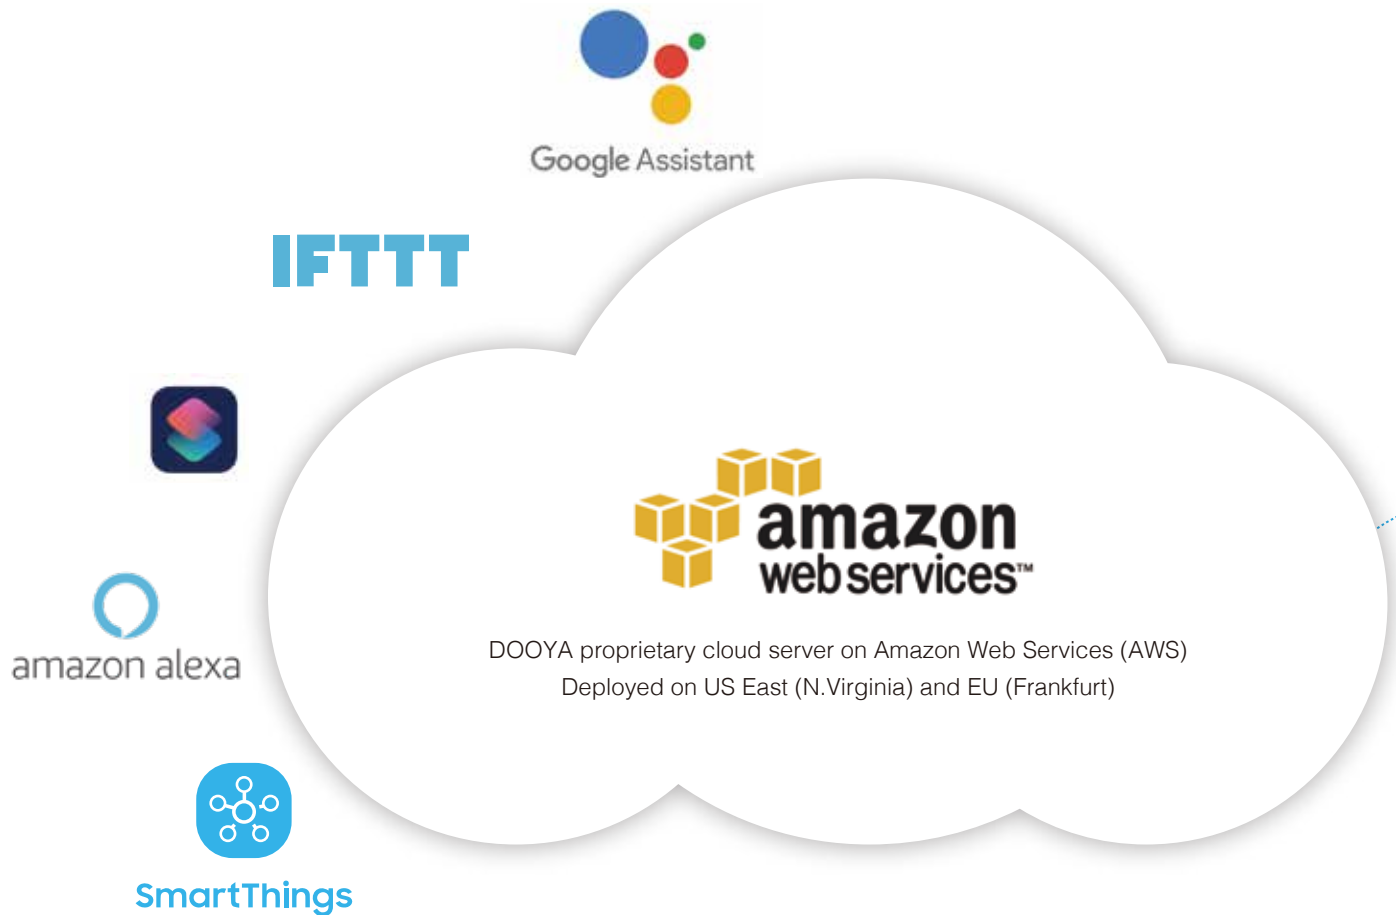 Google Assistant
IFTTT
amazon
web services™
amazon alexa
DOOYA proprietary cloud server on Amazon Web Services (AWS)
Deployed on US East (N.Virginia) and EU (Frankfurt)
SmartThings